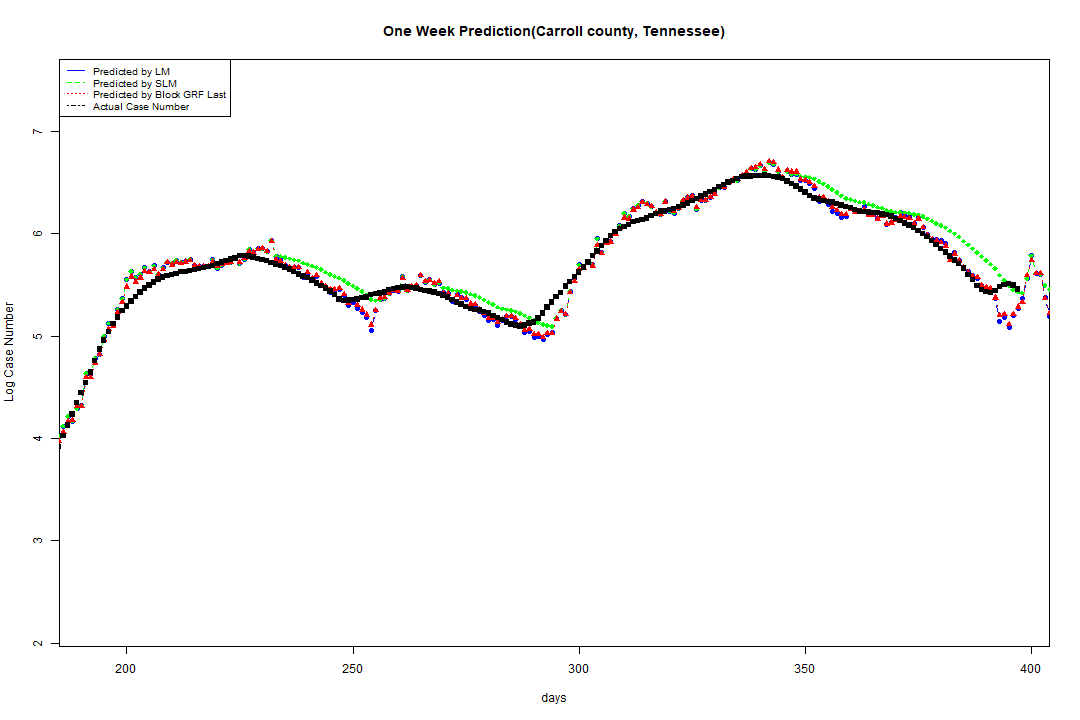 One Week Prediction(Carroll county, Tennessee)
Predicted by LM
Predicted by SLM
Predicted by Block GRF Last
Actual Case Number
7
6
5
4
3
2
Log Case Number
200 250 300 350 400
days